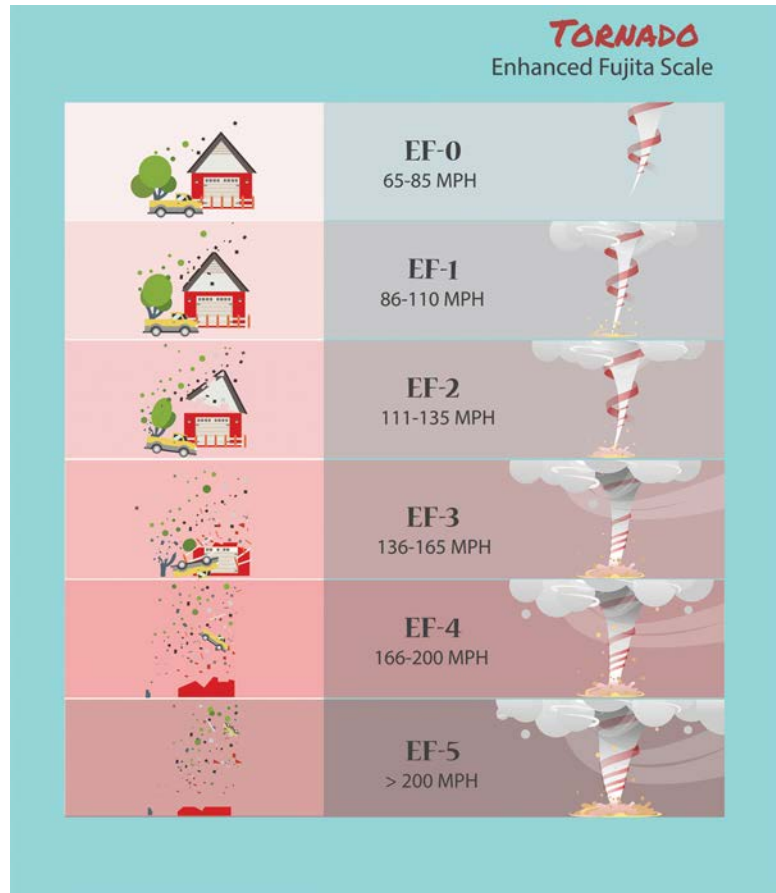 TORNADO
Enhanced Fujita Scale
EF-0
65-85 MPH
EF-1
86-110 MPH
EF-2
111-135 MPH
EF-3
136-165 MPH
EF-4
166-200 MPH
EF-5
> 200 MPH